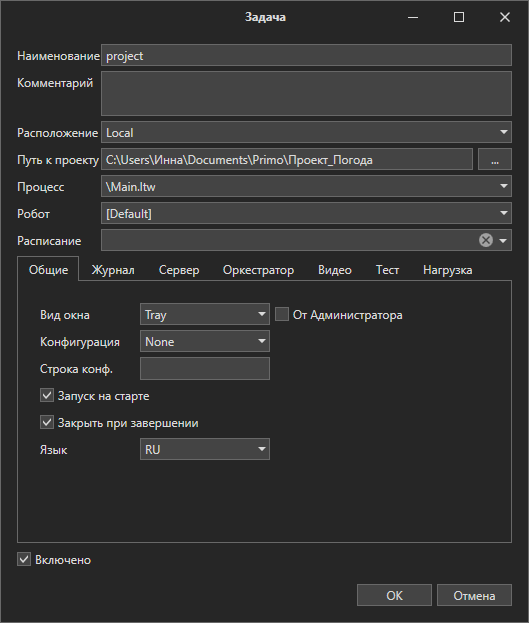 Задача
Наименование project
Комментарий
Расположение Local
Путь к проекту C:\Users\Инна\Documents\Primo\Проект_Погода ...
Процесс \Main.ltw
Робот [Default]
Расписание
Общие Журнал Сервер Оркестратор Видео Тест Нагрузка
Вид окна Tray От Администратора
Конфигурация None
Строка конф.
Запуск на старте
Закрыть при завершении
Язык RU
Включено
OK Отмена